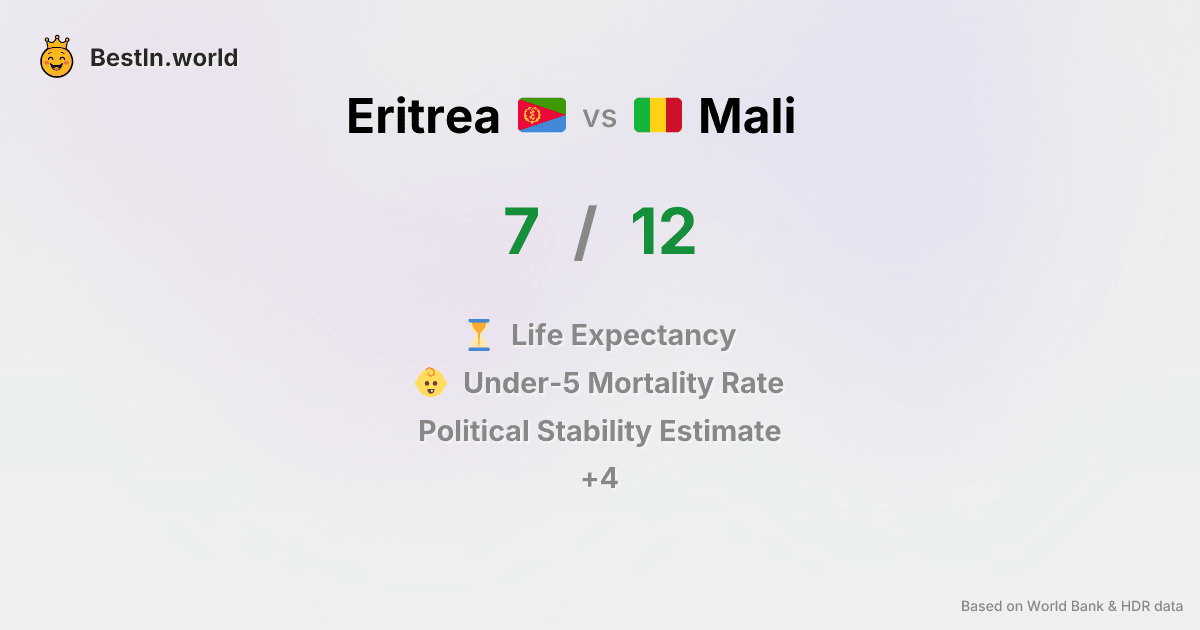 BestIn.world
Eritrea vs Mali
7 / 12
Life Expectancy
Under-5 Mortality Rate
Political Stability Estimate
+4
Based on World Bank & HDR data